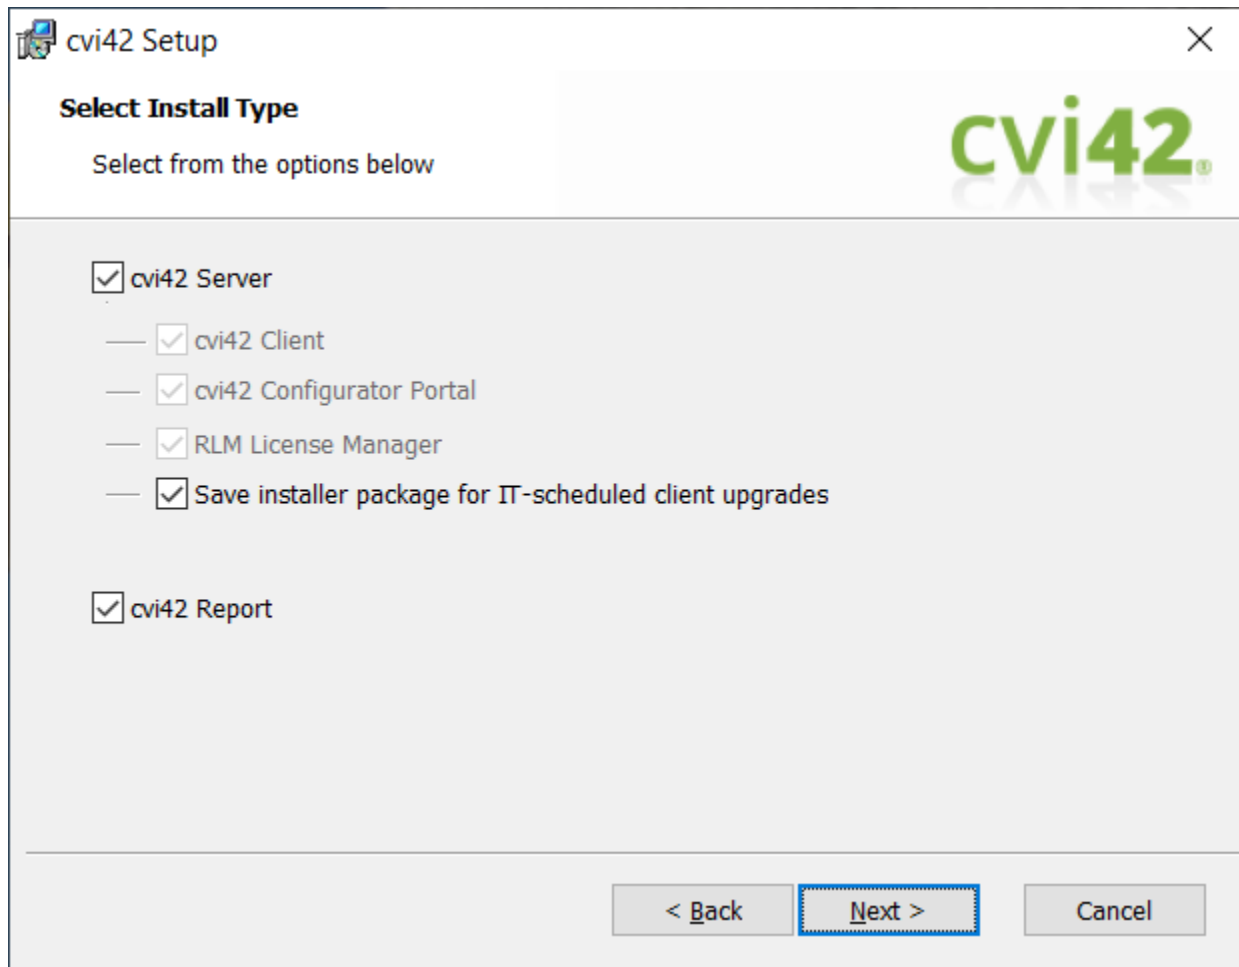 cvi42 Setup
Select Install Type
Select from the options below
cvi42®
cvi42 Server
cvi42 Client
cvi42 Configurator Portal
RLM License Manager
Save installer package for IT-scheduled client upgrades
cvi42 Report
< Back
Next >
Cancel